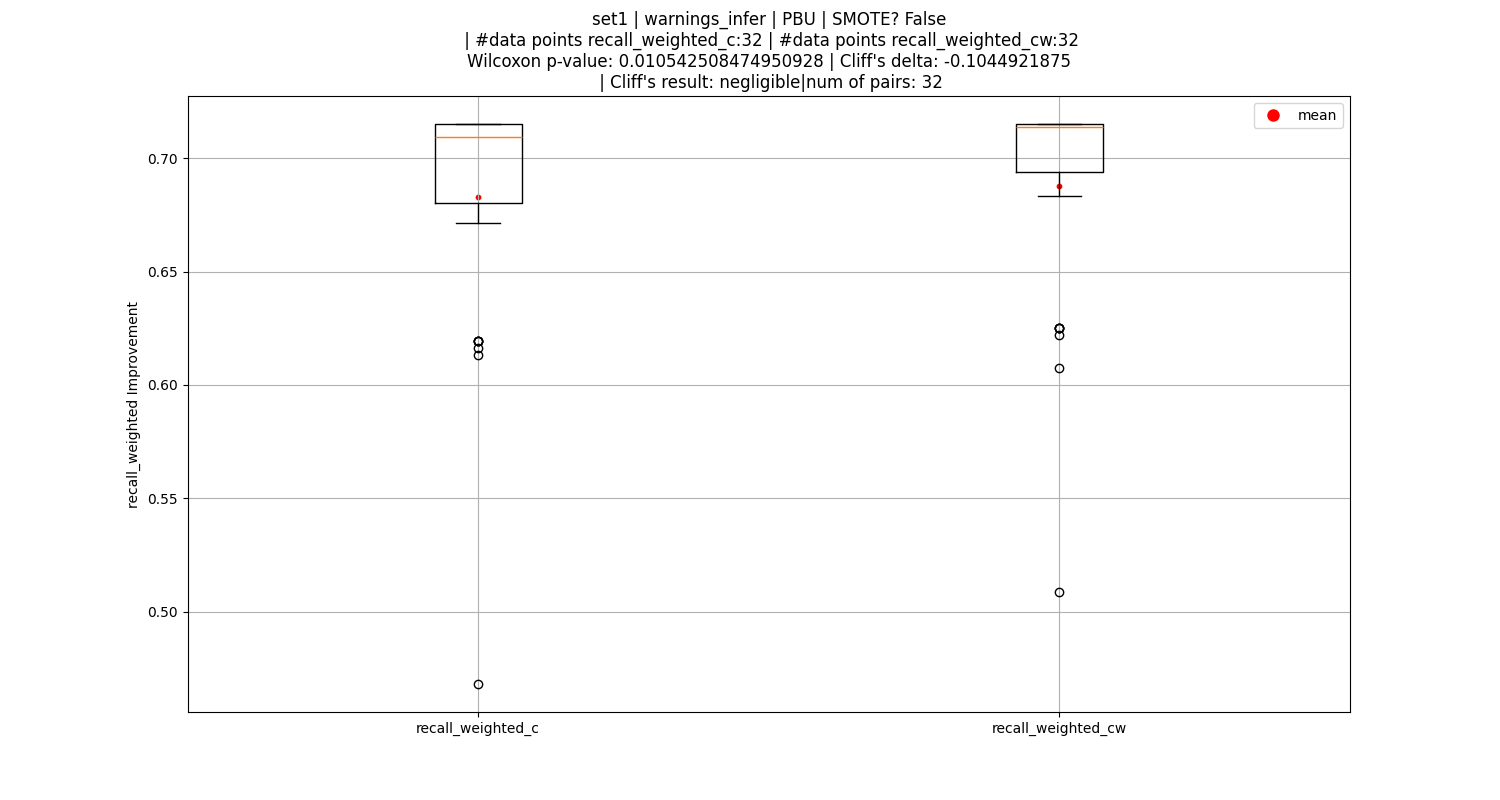 set1 | warnings_infer | PBU | SMOTE? False
| #data points recall_weighted_c:32 | #data points recall_weighted_cw:32
Wilcoxon p-value: 0.010542508474950928 | Cliff's delta: -0.1044921875
| Cliff's result: negligible|num of pairs: 32
mean
0.70
0.65
0.60
0.55
0.50
recall_weighted Improvement
recall_weighted_c
recall_weighted_cw